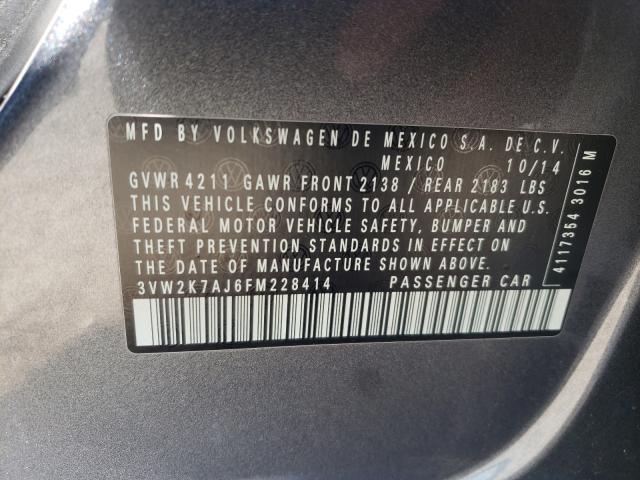 MFD BY VOLKSWAGEN DE MEXICO S.A. DE C.V.
MEXICO 10/14
GVWR 4211 GAWR FRONT 2138 / REAR 2183 LBS
THIS VEHICLE CONFORMS TO ALL APPLICABLE U.S.
FEDERAL MOTOR VEHICLE SAFETY, BUMPER AND
THEFT PREVENTION STANDARDS IN EFFECT ON
THE DATE OF MANUFACTURE SHOWN ABOVE.
3VW2K7AJ6FM228414 PASSENGER CAR
4117354 3016 M